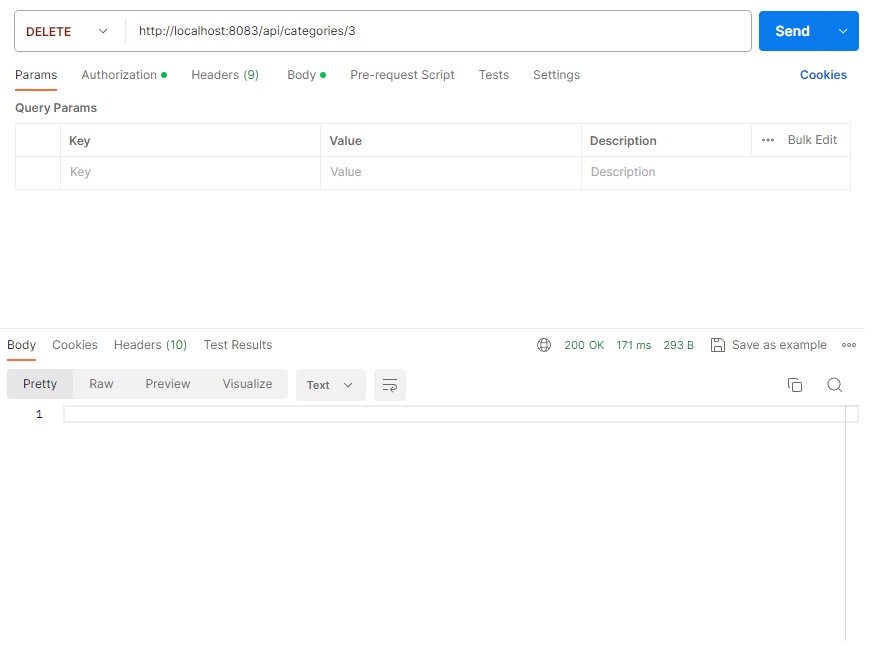 DELETE http://localhost:8083/api/categories/3 Send
Params Authorization Headers (9) Body Pre-request Script Tests Settings Cookies
Query Params
Key Value Description ••• Bulk Edit
Key Value Description
Body Cookies Headers (10) Test Results 200 OK 171 ms 293 B Save as example
Pretty Raw Preview Visualize Text
1